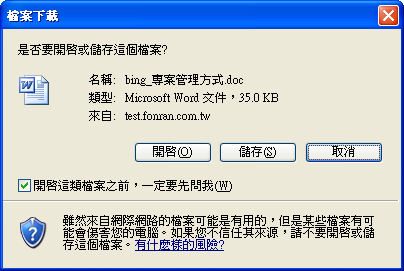 檔案下載
是否要開啟或儲存這個檔案?
名稱: bing_專案管理方式.doc
類型: Microsoft Word 文件，35.0 KB
來自: test.fonran.com.tw
開啟(O) 儲存(S) 取消
開啟這類檔案之前，一定要先問我(W)
雖然來自網際網路的檔案可能是有用的，但是某些檔案有可
能會傷害您的電腦。如果您不信任其來源，請不要開啟或儲
存這個檔案。有什麼樣的風險?